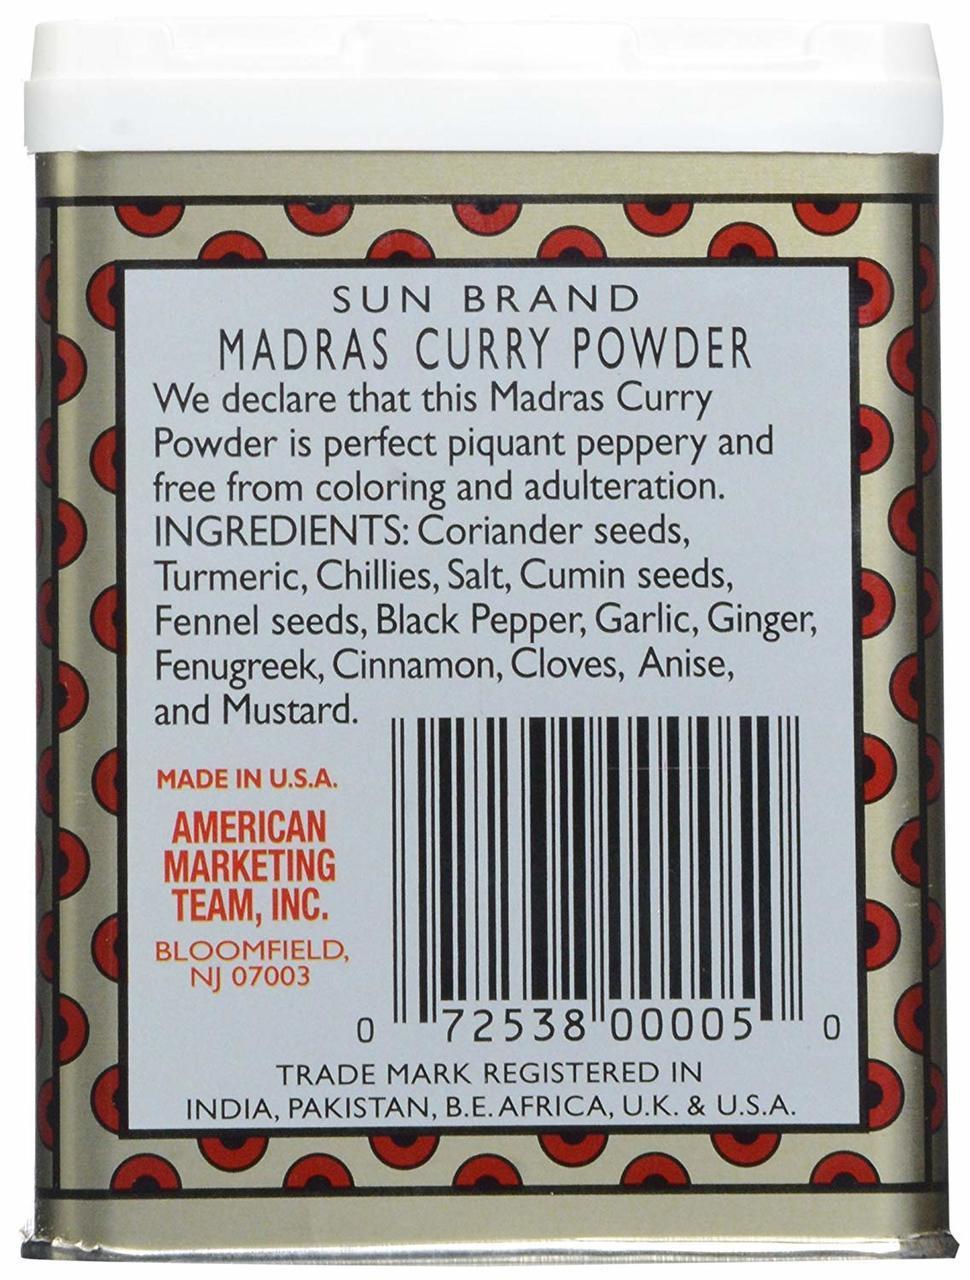 SUN BRAND
MADRAS CURRY POWDER
We declare that this Madras Curry
Powder is perfect piquant peppery and
free from coloring and adulteration.
INGREDIENTS: Coriander seeds,
Turmeric, Chillies, Salt, Cumin seeds,
Fennel seeds, Black Pepper, Garlic, Ginger,
Fenugreek, Cinnamon, Cloves, Anise,
and Mustard.
MADE IN U.S.A.
AMERICAN
MARKETING
TEAM, INC.
BLOOMFIELD,
NJ 07003
0 72538 00005 0
TRADE MARK REGISTERED IN
INDIA, PAKISTAN, B.E. AFRICA, U.K. & U.S.A.